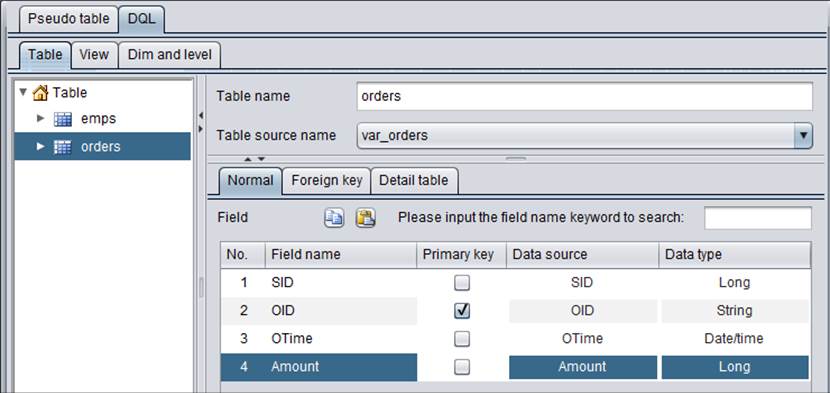 Pseudo table DQL
Table View Dim and level
Table
emps
orders
Table name orders
Table source name var_orders
Normal Foreign key Detail table
Field Please input the field name keyword to search:
No. Field name Primary key Data source Data type
1 SID SID Long
2 OID OID String
3 OTime OTime Date/time
4 Amount Amount Long